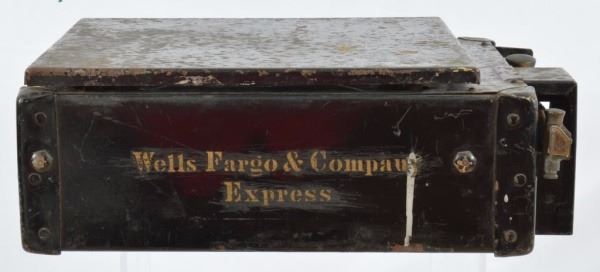 Wells Fargo & Company
Express